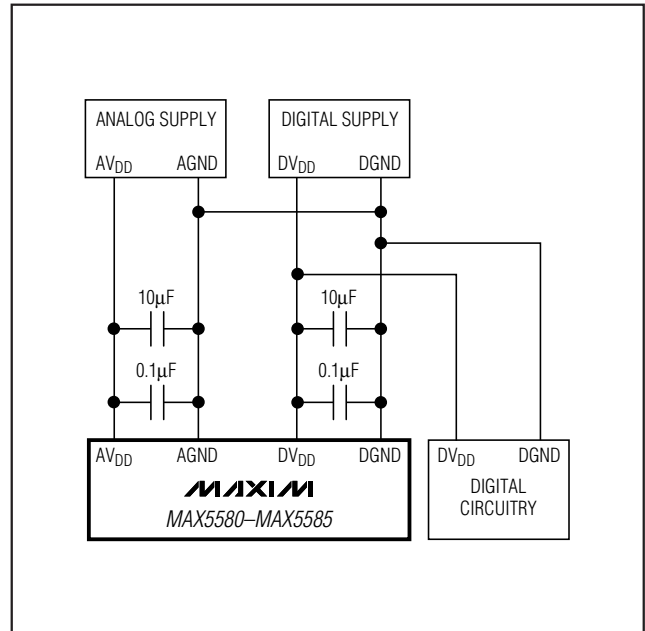 ANALOG SUPPLY
AVDD AGND
DIGITAL SUPPLY
DVDD DGND
10µF
10µF
0.1µF
0.1µF
AVDD AGND DVDD DGND
MAXIM
MAX5580–MAX5585
DVDD DGND
DIGITAL
CIRCUITRY